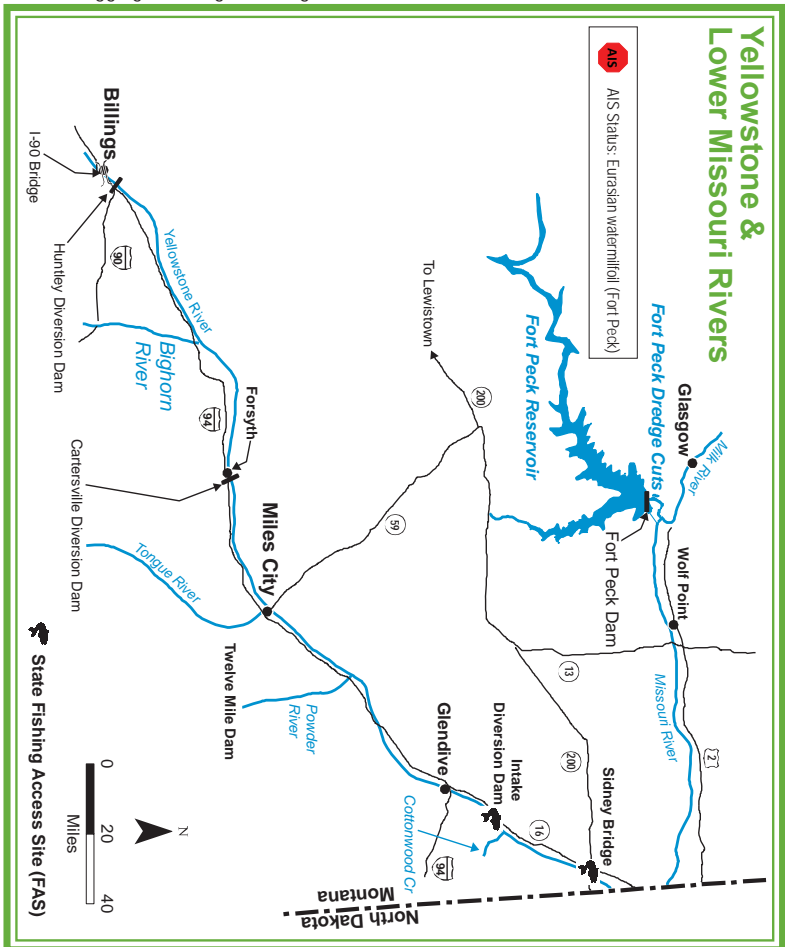 Yellowstone &
Lower Missouri Rivers
AIS
AIS Status: Eurasian watermilfoil (Fort Peck)
Milk River
Glasgow
Fort Peck Dredge Cuts
Fort Peck Dam
Fort Peck Reservoir
Wolf Point
Missouri River
2
13
200
To Lewistown
200
59
Sidney Bridge
16
Intake
Diversion Dam
Glendive
Cottonwood Cr
94
Montana
North Dakota
Billings
I-90 Bridge
Huntley Diversion Dam
90
Yellowstone River
Bighorn
River
94
Forsyth
Cartersville Diversion Dam
Miles City
Tongue River
Twelve Mile Dam
Powder
River
N
0 20 40
Miles
State Fishing Access Site (FAS)